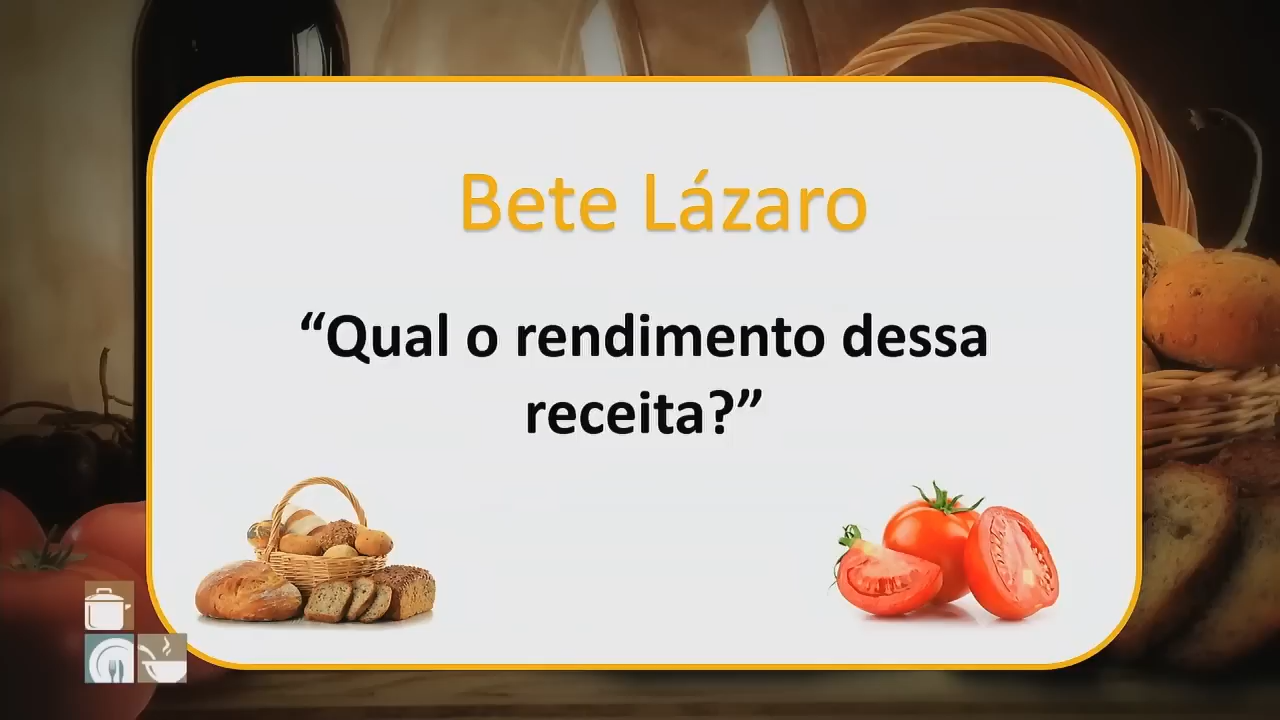 Bete Lázaro
“Qual o rendimento dessa
receita?”